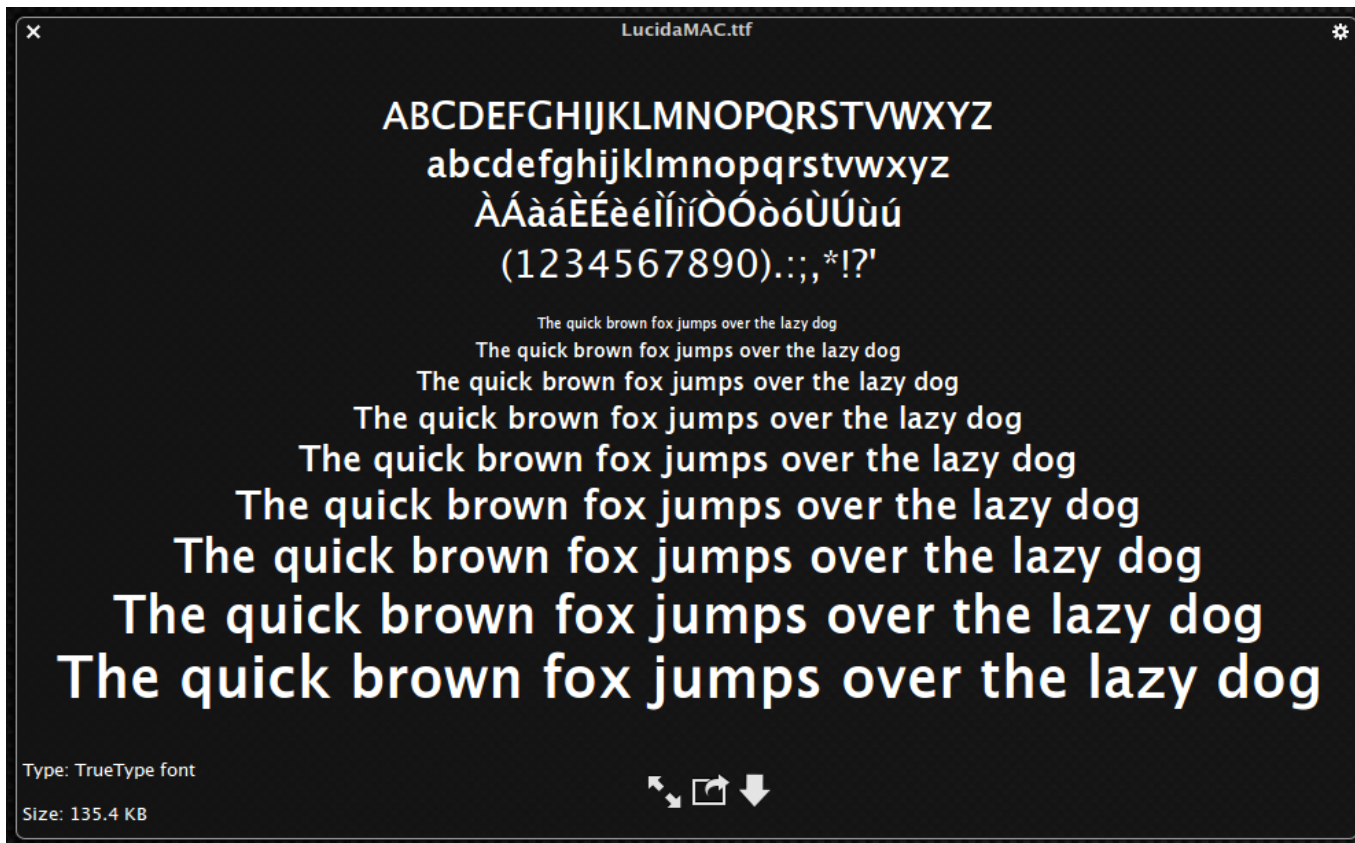 LucidaMAC.ttf
ABCDEFGHIJKLMNOPQRSTVWXYZ
abcdefghijklmnopqrstvwxyz
ÀÁàáÈÉèéÌÍìíÒÓòóÙÚùú
(1234567890).:;,*!?'
The quick brown fox jumps over the lazy dog
The quick brown fox jumps over the lazy dog
The quick brown fox jumps over the lazy dog
The quick brown fox jumps over the lazy dog
The quick brown fox jumps over the lazy dog
The quick brown fox jumps over the lazy dog
The quick brown fox jumps over the lazy dog
The quick brown fox jumps over the lazy dog
The quick brown fox jumps over the lazy dog
Type: TrueType font
Size: 135.4 KB